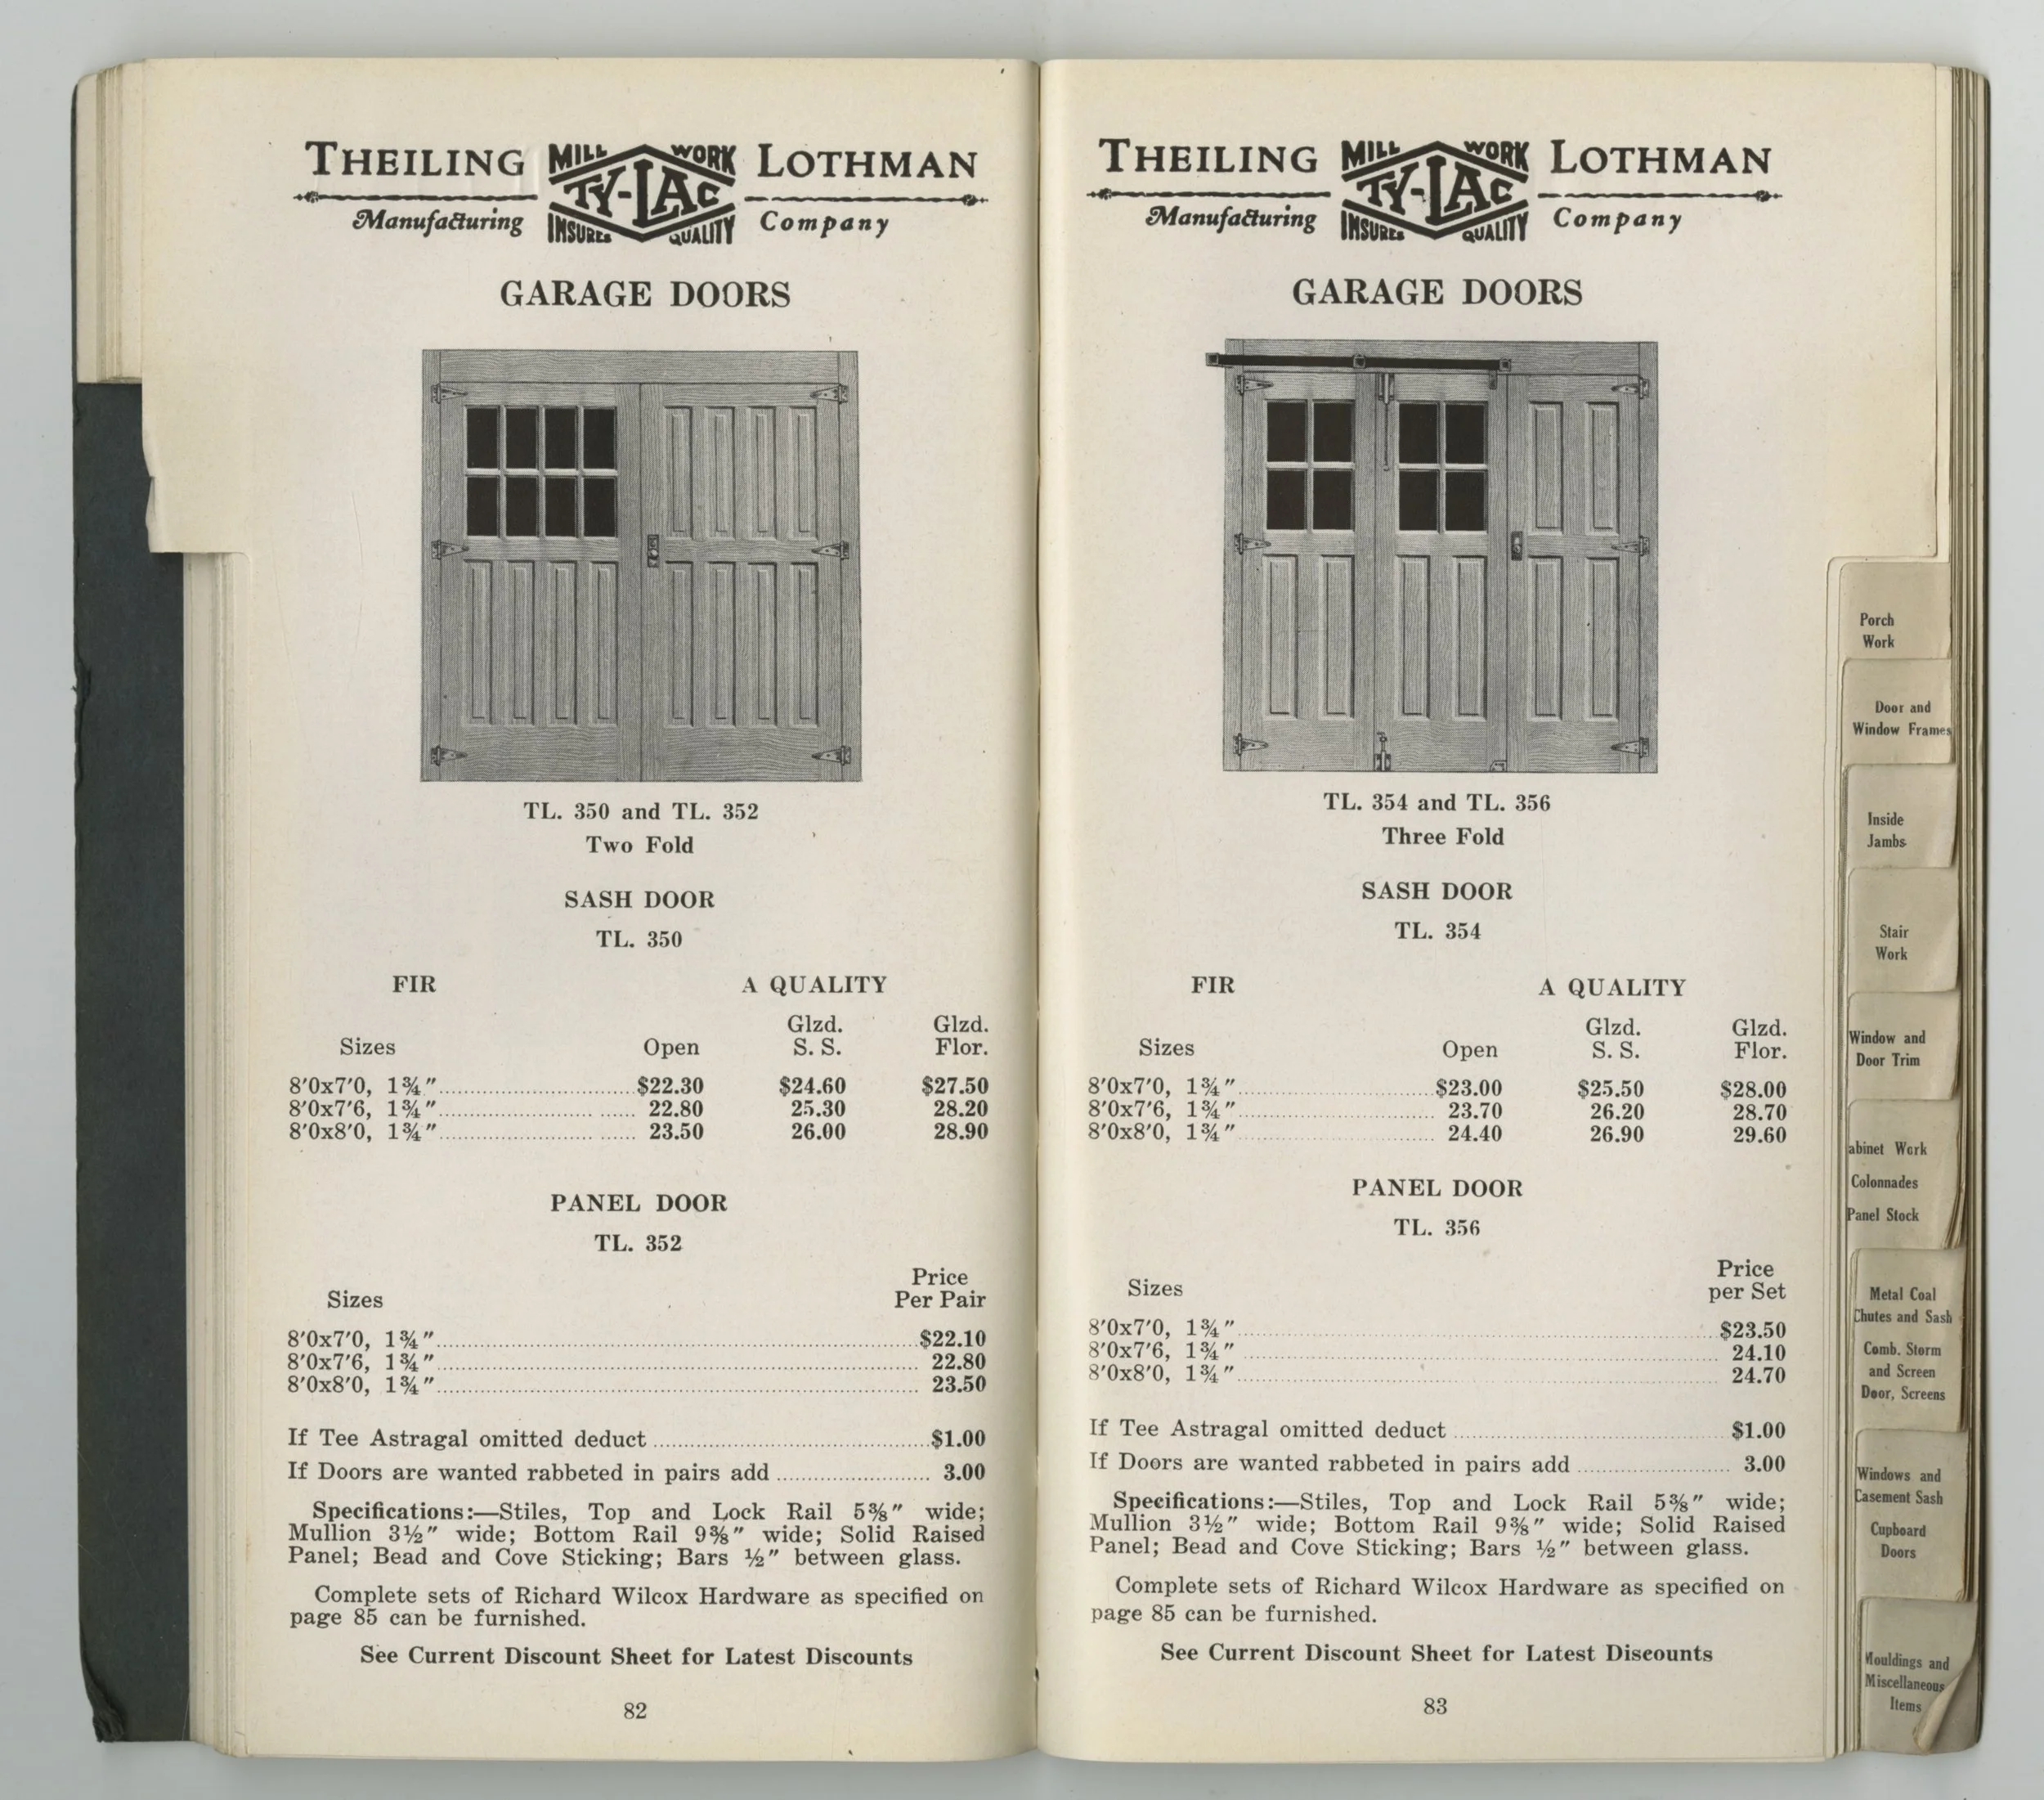 THEILING MILL WORK LOTHMAN
TY-LAC
Manufacturing INSURES QUALITY Company
GARAGE DOORS
TL. 350 and TL. 352
Two Fold
SASH DOOR
TL. 350
FIR A QUALITY
Glzd. Glzd.
Sizes Open S. S. Flor.
8'0x7'0, 1¾" $22.30 $24.60 $27.50
8'0x7'6, 1¾" 22.80 25.30 28.20
8'0x8'0, 1¾" 23.50 26.00 28.90
PANEL DOOR
TL. 352
Price
Sizes Per Pair
8'0x7'0, 1¾" $22.10
8'0x7'6, 1¾" 22.80
8'0x8'0, 1¾" 23.50
If Tee Astragal omitted deduct $1.00
If Doors are wanted rabbeted in pairs add 3.00
Specifications:—Stiles, Top and Lock Rail 5⅜" wide;
Mullion 3½" wide; Bottom Rail 9⅜" wide; Solid Raised
Panel; Bead and Cove Sticking; Bars ½" between glass.
Complete sets of Richard Wilcox Hardware as specified on
page 85 can be furnished.
See Current Discount Sheet for Latest Discounts
82
THEILING MILL WORK LOTHMAN
TY-LAC
Manufacturing INSURES QUALITY Company
GARAGE DOORS
TL. 354 and TL. 356
Three Fold
SASH DOOR
TL. 354
FIR A QUALITY
Glzd. Glzd.
Sizes Open S. S. Flor.
8'0x7'0, 1¾" $23.00 $25.50 $28.00
8'0x7'6, 1¾" 23.70 26.20 28.70
8'0x8'0, 1¾" 24.40 26.90 29.60
PANEL DOOR
TL. 356
Price
Sizes per Set
8'0x7'0, 1¾" $23.50
8'0x7'6, 1¾" 24.10
8'0x8'0, 1¾" 24.70
If Tee Astragal omitted deduct $1.00
If Doors are wanted rabbeted in pairs add 3.00
Specifications:—Stiles, Top and Lock Rail 5⅜" wide;
Mullion 3½" wide; Bottom Rail 9⅜" wide; Solid Raised
Panel; Bead and Cove Sticking; Bars ½" between glass.
Complete sets of Richard Wilcox Hardware as specified on
page 85 can be furnished.
See Current Discount Sheet for Latest Discounts
83
Porch
Work
Door and
Window Frames
Inside
Jambs
Stair
Work
Window and
Door Trim
abinet Work
Colonnades
Panel Stock
Metal Coal
Chutes and Sash
Comb. Storm
and Screen
Door, Screens
Windows and
Casement Sash
Cupboard
Doors
Mouldings and
Miscellaneous
Items